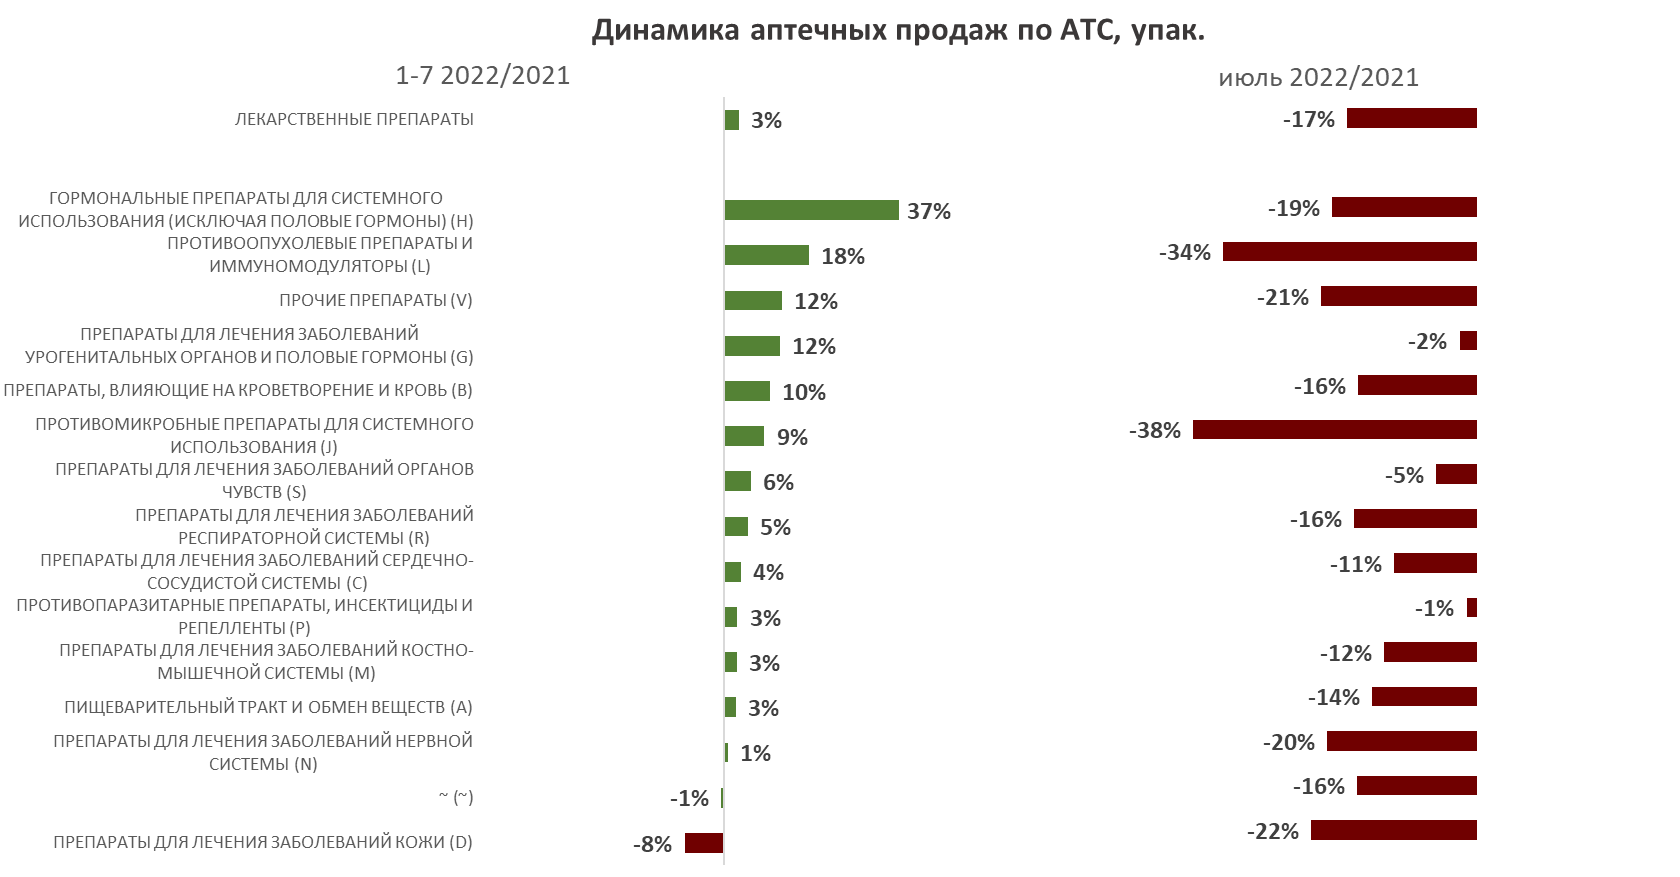 Динамика аптечных продаж по АТС, упак.
1-7 2022/2021
июль 2022/2021
ЛЕКАРСТВЕННЫЕ ПРЕПАРАТЫ
3%
-17%
ГОРМОНАЛЬНЫЕ ПРЕПАРАТЫ ДЛЯ СИСТЕМНОГО
ИСПОЛЬЗОВАНИЯ (ИСКЛЮЧАЯ ПОЛОВЫЕ ГОРМОНЫ) (H)
37%
-19%
ПРОТИВООПУХОЛЕВЫЕ ПРЕПАРАТЫ И
ИММУНОМОДУЛЯТОРЫ (L)
18%
-34%
ПРОЧИЕ ПРЕПАРАТЫ (V)
12%
-21%
ПРЕПАРАТЫ ДЛЯ ЛЕЧЕНИЯ ЗАБОЛЕВАНИЙ
УРОГЕНИТАЛЬНЫХ ОРГАНОВ И ПОЛОВЫЕ ГОРМОНЫ (G)
12%
-2%
ПРЕПАРАТЫ, ВЛИЯЮЩИЕ НА КРОВЕТВОРЕНИЕ И КРОВЬ (B)
10%
-16%
ПРОТИВОМИКРОБНЫЕ ПРЕПАРАТЫ ДЛЯ СИСТЕМНОГО
ИСПОЛЬЗОВАНИЯ (J)
9%
-38%
ПРЕПАРАТЫ ДЛЯ ЛЕЧЕНИЯ ЗАБОЛЕВАНИЙ ОРГАНОВ
ЧУВСТВ (S)
6%
-5%
ПРЕПАРАТЫ ДЛЯ ЛЕЧЕНИЯ ЗАБОЛЕВАНИЙ
РЕСПИРАТОРНОЙ СИСТЕМЫ (R)
5%
-16%
ПРЕПАРАТЫ ДЛЯ ЛЕЧЕНИЯ ЗАБОЛЕВАНИЙ СЕРДЕЧНО-
СОСУДИСТОЙ СИСТЕМЫ (C)
4%
-11%
ПРОТИВОПАРАЗИТАРНЫЕ ПРЕПАРАТЫ, ИНСЕКТИЦИДЫ И
РЕПЕЛЛЕНТЫ (P)
3%
-1%
ПРЕПАРАТЫ ДЛЯ ЛЕЧЕНИЯ ЗАБОЛЕВАНИЙ КОСТНО-
МЫШЕЧНОЙ СИСТЕМЫ (M)
3%
-12%
ПИЩЕВАРИТЕЛЬНЫЙ ТРАКТ И ОБМЕН ВЕЩЕСТВ (A)
3%
-14%
ПРЕПАРАТЫ ДЛЯ ЛЕЧЕНИЯ ЗАБОЛЕВАНИЙ НЕРВНОЙ
СИСТЕМЫ (N)
1%
-20%
~ (~)
-1%
-16%
ПРЕПАРАТЫ ДЛЯ ЛЕЧЕНИЯ ЗАБОЛЕВАНИЙ КОЖИ (D)
-8%
-22%